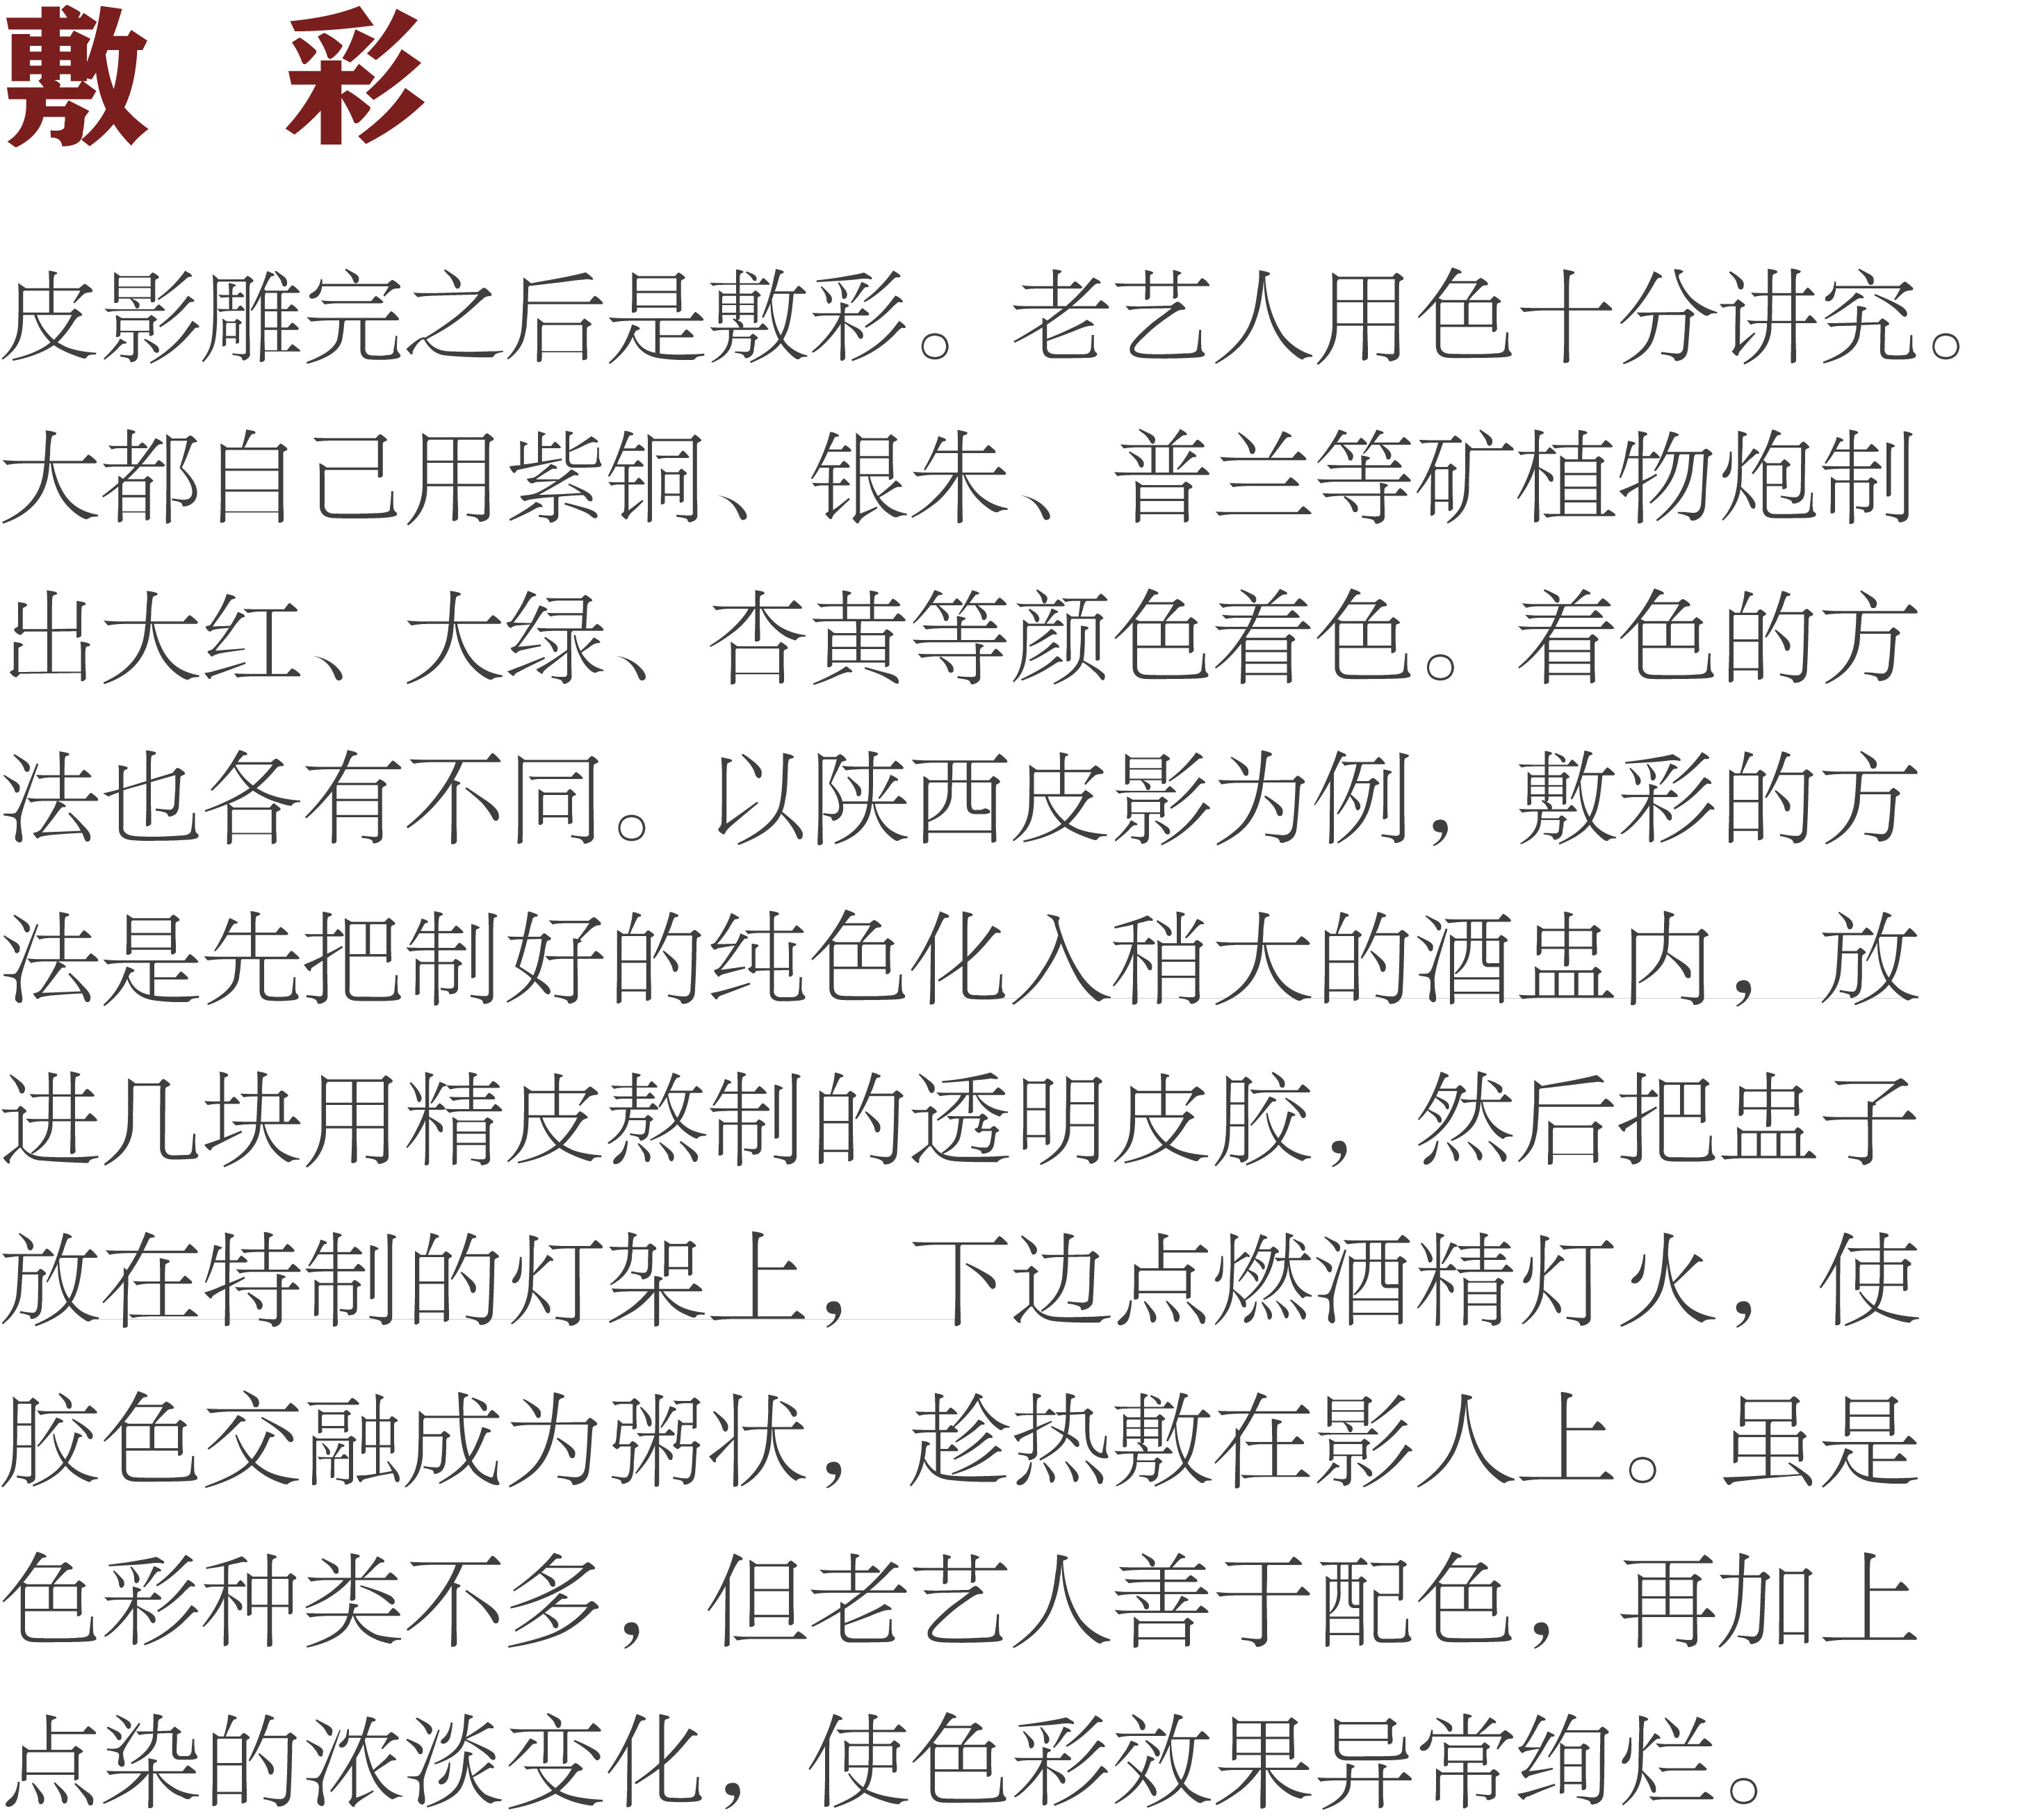 敷 彩
皮影雕完之后是敷彩。老艺人用色十分讲究。
大都自己用紫铜、银朱、普兰等矿植物炮制
出大红、大绿、杏黄等颜色着色。着色的方
法也各有不同。以陕西皮影为例，敷彩的方
法是先把制好的纯色化入稍大的酒盅内，放
进几块用精皮熬制的透明皮胶，然后把盅子
放在特制的灯架上，下边点燃酒精灯火，使
胶色交融成为粥状，趁热敷在影人上。虽是
色彩种类不多，但老艺人善于配色，再加上
点染的浓淡变化，使色彩效果异常绚烂。